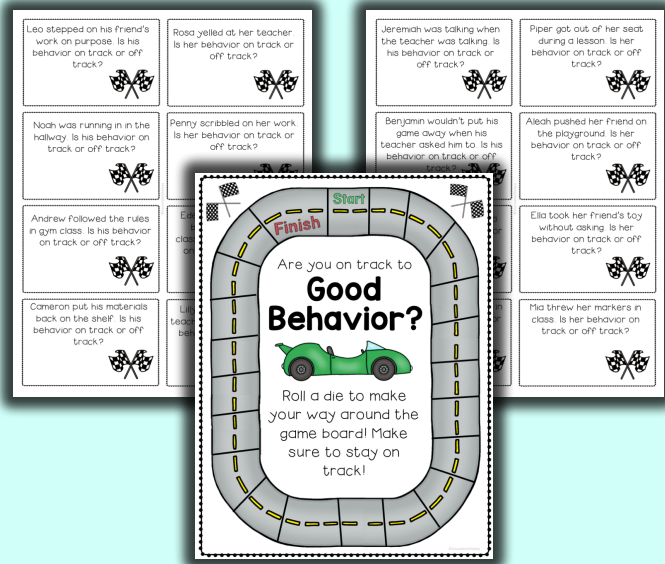 Leo stepped on his friend's
work on purpose. Is his
behavior on track or off
track?
Rosa yelled at her teacher.
Is her behavior on track or
off track?
Noah was running in in the
hallway. Is his behavior on
track or off track?
Penny scribbled on her work.
Is her behavior on track or
off track?
Andrew followed the rules
in gym class. Is his behavior
on track or off track?
Cameron put his materials
back on the shelf. Is his
behavior on track or off
track?
Jeremiah was talking when
the teacher was talking. Is
his behavior on track or
off track?
Piper got out of her seat
during a lesson. Is her
behavior on track or off
track?
Benjamin wouldn't put his
game away when his
teacher asked him to. Is his
behavior on track or off
track?
Aleah pushed her friend on
the playground. Is her
behavior on track or off
track?
Ella took her friend's toy
without asking. Is her
behavior on track or off
track?
Mia threw her markers in
class. Is her behavior on
track or off track?
Start
Finish
Are you on track to
Good
Behavior?
Roll a die to make
your way around the
game board! Make
sure to stay on
track!